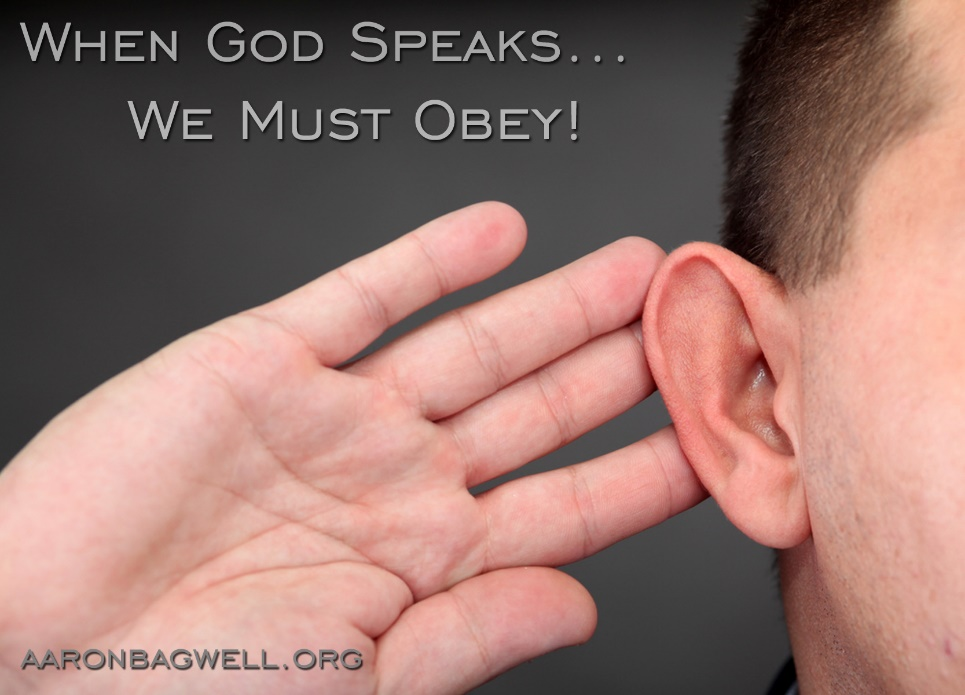 When God Speaks...
We Must Obey!
AARONBAGWELL.ORG